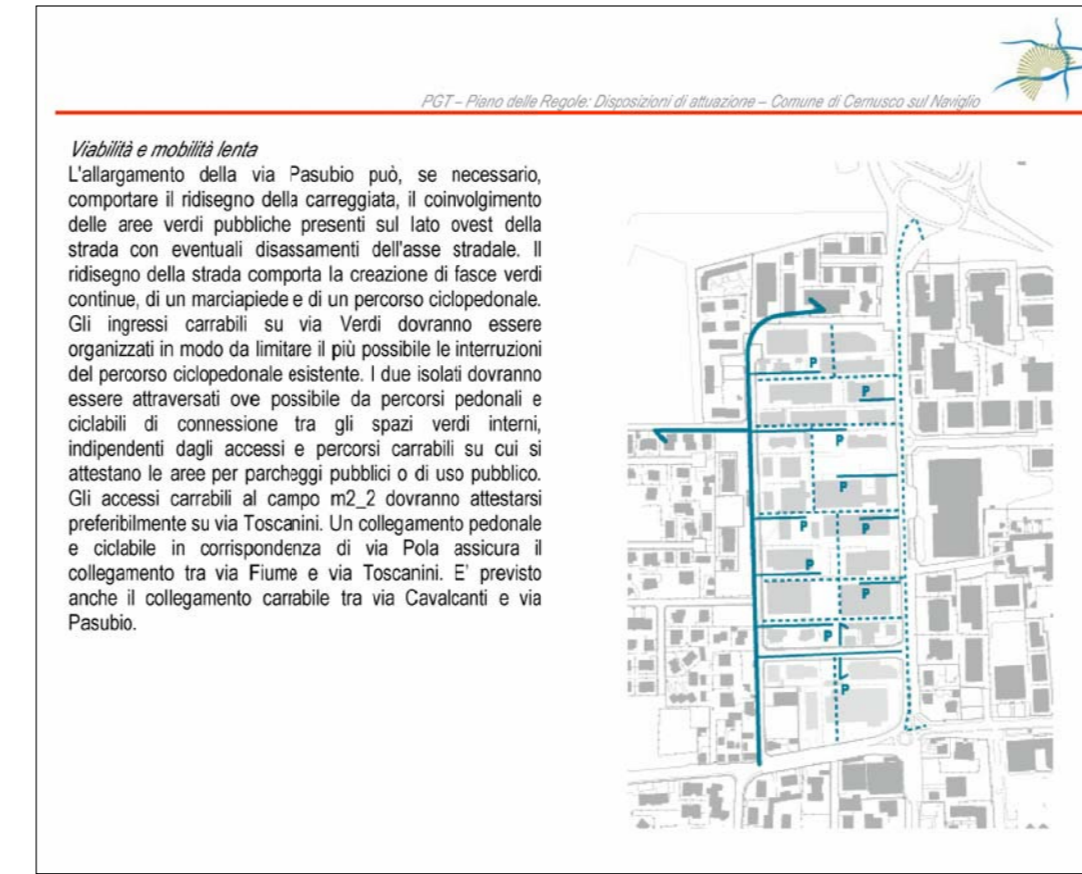 PGT – Piano delle Regole: Disposizioni di attuazione – Comune di Cernusco sul Naviglio
Viabilità e mobilità lenta
L'allargamento della via Pasubio può, se necessario,
comportare il ridisegno della carreggiata, il coinvolgimento
delle aree verdi pubbliche presenti sul lato ovest della
strada con eventuali disassamenti dell'asse stradale. Il
ridisegno della strada comporta la creazione di fasce verdi
continue, di un marciapiede e di un percorso ciclopedonale.
Gli ingressi carrabili su via Verdi dovranno essere
organizzati in modo da limitare il più possibile le interruzioni
del percorso ciclopedonale esistente. I due isolati dovranno
essere attraversati ove possibile da percorsi pedonali e
ciclabili di connessione tra gli spazi verdi interni,
indipendenti dagli accessi e percorsi carrabili su cui si
attestano le aree per parcheggi pubblici o di uso pubblico.
Gli accessi carrabili al campo m2_2 dovranno attestarsi
preferibilmente su via Toscanini. Un collegamento pedonale
e ciclabile in corrispondenza di via Pola assicura il
collegamento tra via Fiume e via Toscanini. E' previsto
anche il collegamento carrabile tra via Cavalcanti e via
Pasubio.
P
P
P
P
P
P
P
P
P
P